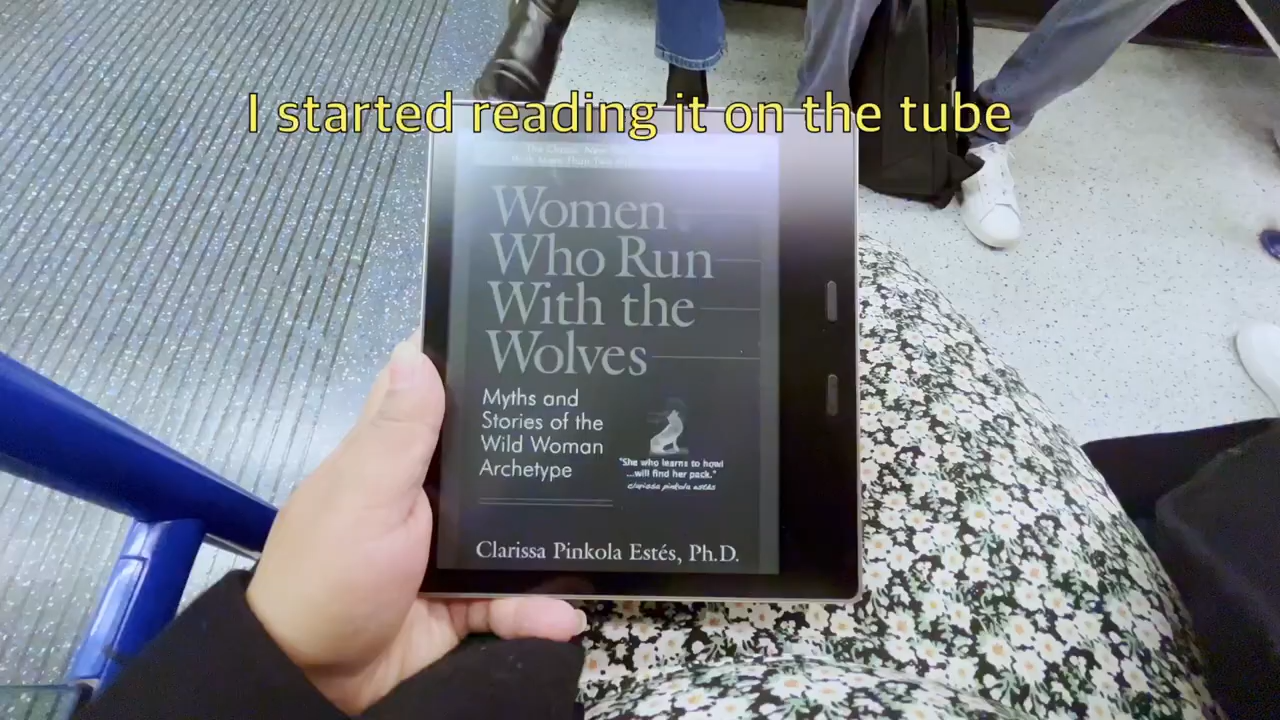 I started reading it on the tube
Women
Who Run
With the
Wolves
Myths and
Stories of the
Wild Woman
Archetype
"She who learns to howl
...will find her pack."
clarissa pinkola estés
Clarissa Pinkola Estés, Ph.D.